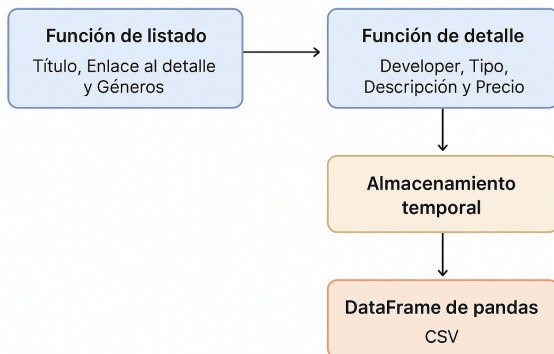 Función de listado
Título, Enlace al detalle
y Géneros
Función de detalle
Developer, Tipo,
Descripción y Precio
Almacenamiento
temporal
DataFrame de pandas
CSV